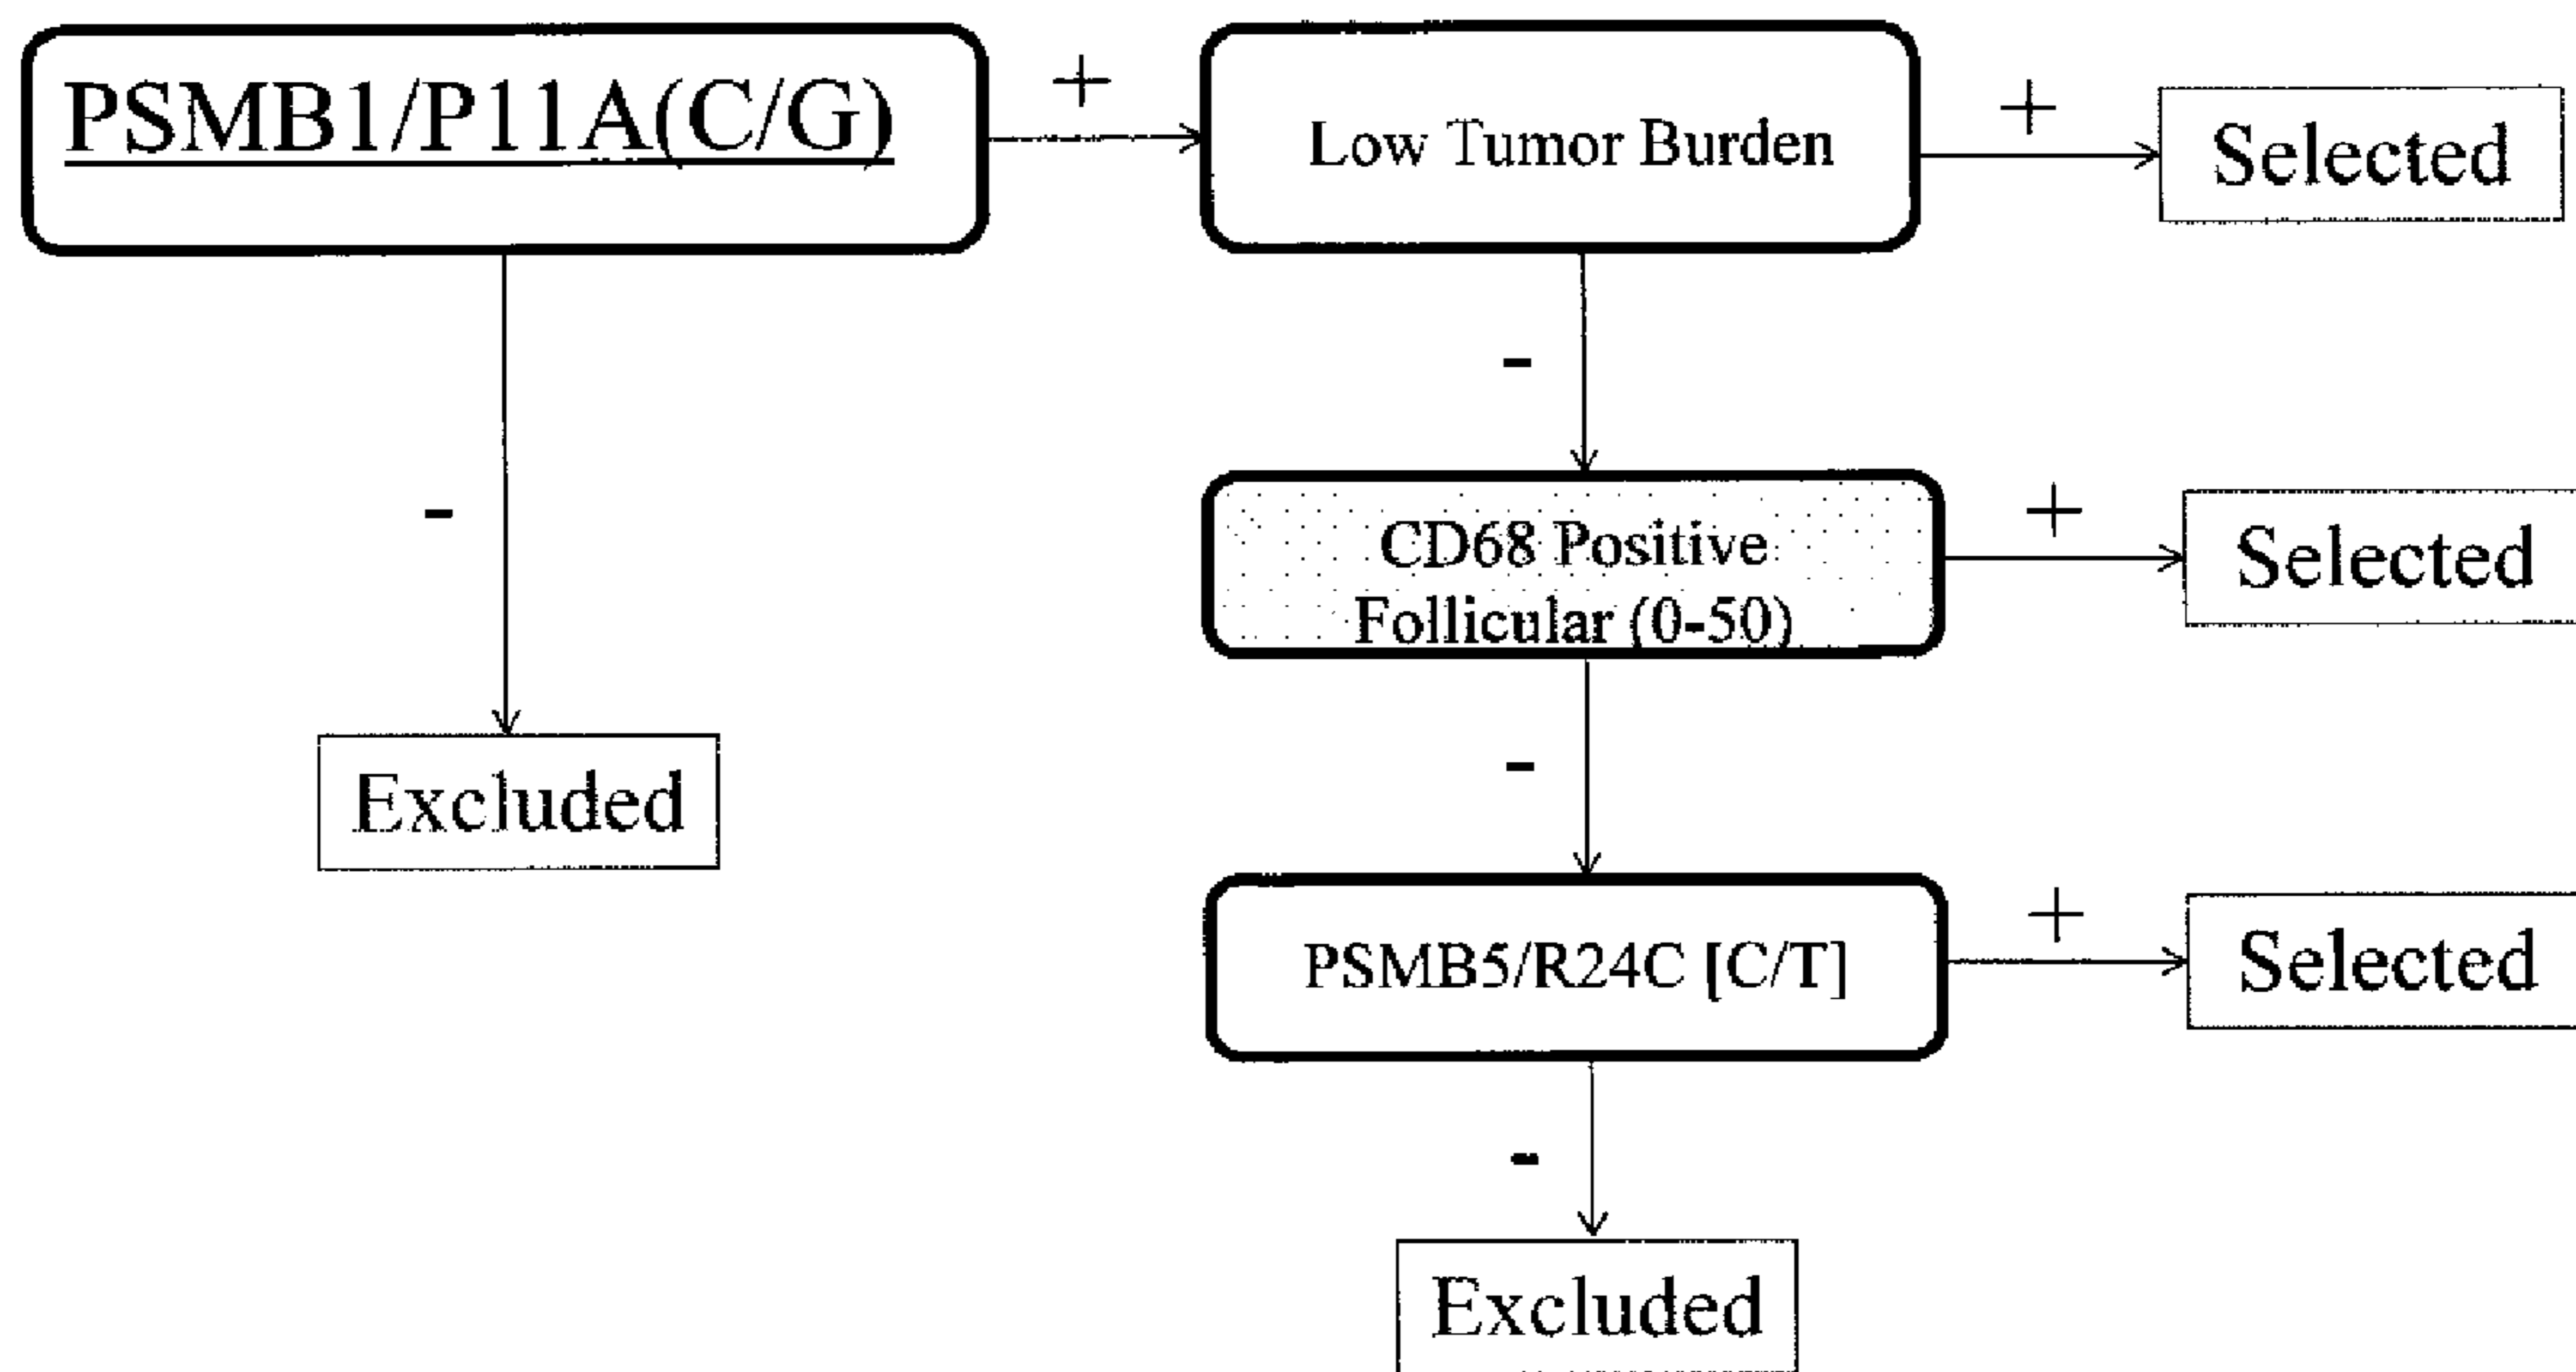 PSMB1/P11A(C/G)
+
Low Tumor Burden
+
Selected
-
-
CD68 Positive
Follicular (0-50)
+
Selected
Excluded
-
PSMB5/R24C [C/T]
+
Selected
-
Excluded